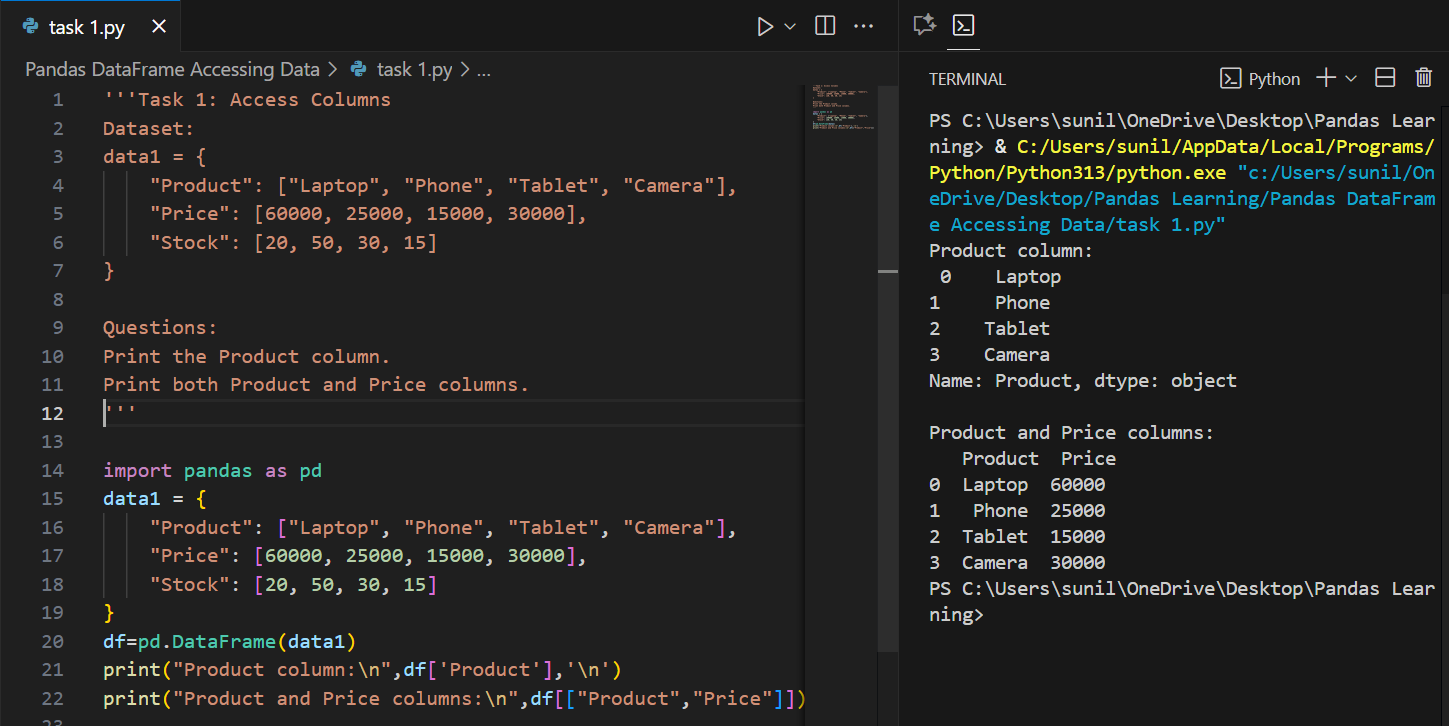 task 1.py
Pandas DataFrame Accessing Data > task 1.py > ...
1 '''Task 1: Access Columns
2 Dataset:
3 data1 = {
4     "Product": ["Laptop", "Phone", "Tablet", "Camera"],
5     "Price": [60000, 25000, 15000, 30000],
6     "Stock": [20, 50, 30, 15]
7 }
8
9 Questions:
10 Print the Product column.
11 Print both Product and Price columns.
12 '''
13
14 import pandas as pd
15 data1 = {
16     "Product": ["Laptop", "Phone", "Tablet", "Camera"],
17     "Price": [60000, 25000, 15000, 30000],
18     "Stock": [20, 50, 30, 15]
19 }
20 df=pd.DataFrame(data1)
21 print("Product column:\n",df['Product'],'\n')
22 print("Product and Price columns:\n",df[["Product","Price"]])
23
TERMINAL
Python
PS C:\Users\sunil\OneDrive\Desktop\Pandas Lear
ning> & C:/Users/sunil/AppData/Local/Programs/
Python/Python313/python.exe "c:/Users/sunil/On
eDrive/Desktop/Pandas Learning/Pandas DataFram
e Accessing Data/task 1.py"
Product column:
 0    Laptop
1     Phone
2    Tablet
3    Camera
Name: Product, dtype: object

Product and Price columns:
   Product  Price
0  Laptop  60000
1   Phone  25000
2  Tablet  15000
3  Camera  30000
PS C:\Users\sunil\OneDrive\Desktop\Pandas Lear
ning>